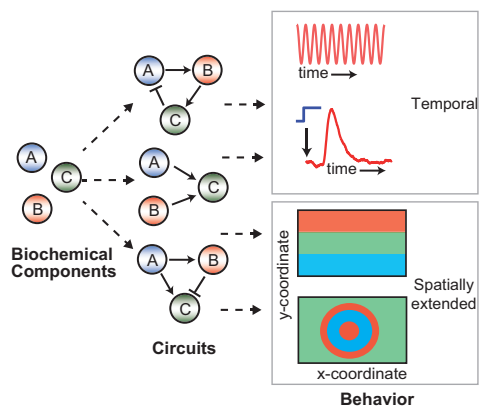 A
B
C
A
C
B
A
B
C
A
B
C
Biochemical
Components
Circuits
time
Temporal
time
y-coordinate
Spatially
extended
x-coordinate
Behavior